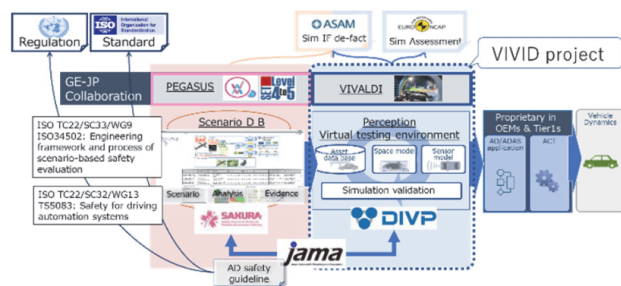 Regulation
ISO
International
Organization for
Standardization
Standard
ASAM
Sim IF de-fact
EURO
NCAP
Sim Assessment
VIVID project
GE-JP
Collaboration
PEGASUS
Level
4to5
VIVALDI
ISO TC22/SC33/WG9
ISO34502: Engineering
framework and process of
scenario-based safety
evaluation
ISO TC22/SC32/WG13
TS5083: Safety for driving
automation systems
Scenario D B
Scenario
Analysis
Evidence
SAKURA
Perception
Virtual testing environment
Asset
data base
Space model
Sensor
model
Simulation validation
DIVP
Proprietary in
OEMs & Tier1s
AD/ADAS
application
ACT
Vehicle
Dynamics
jama
AD safety
guideline